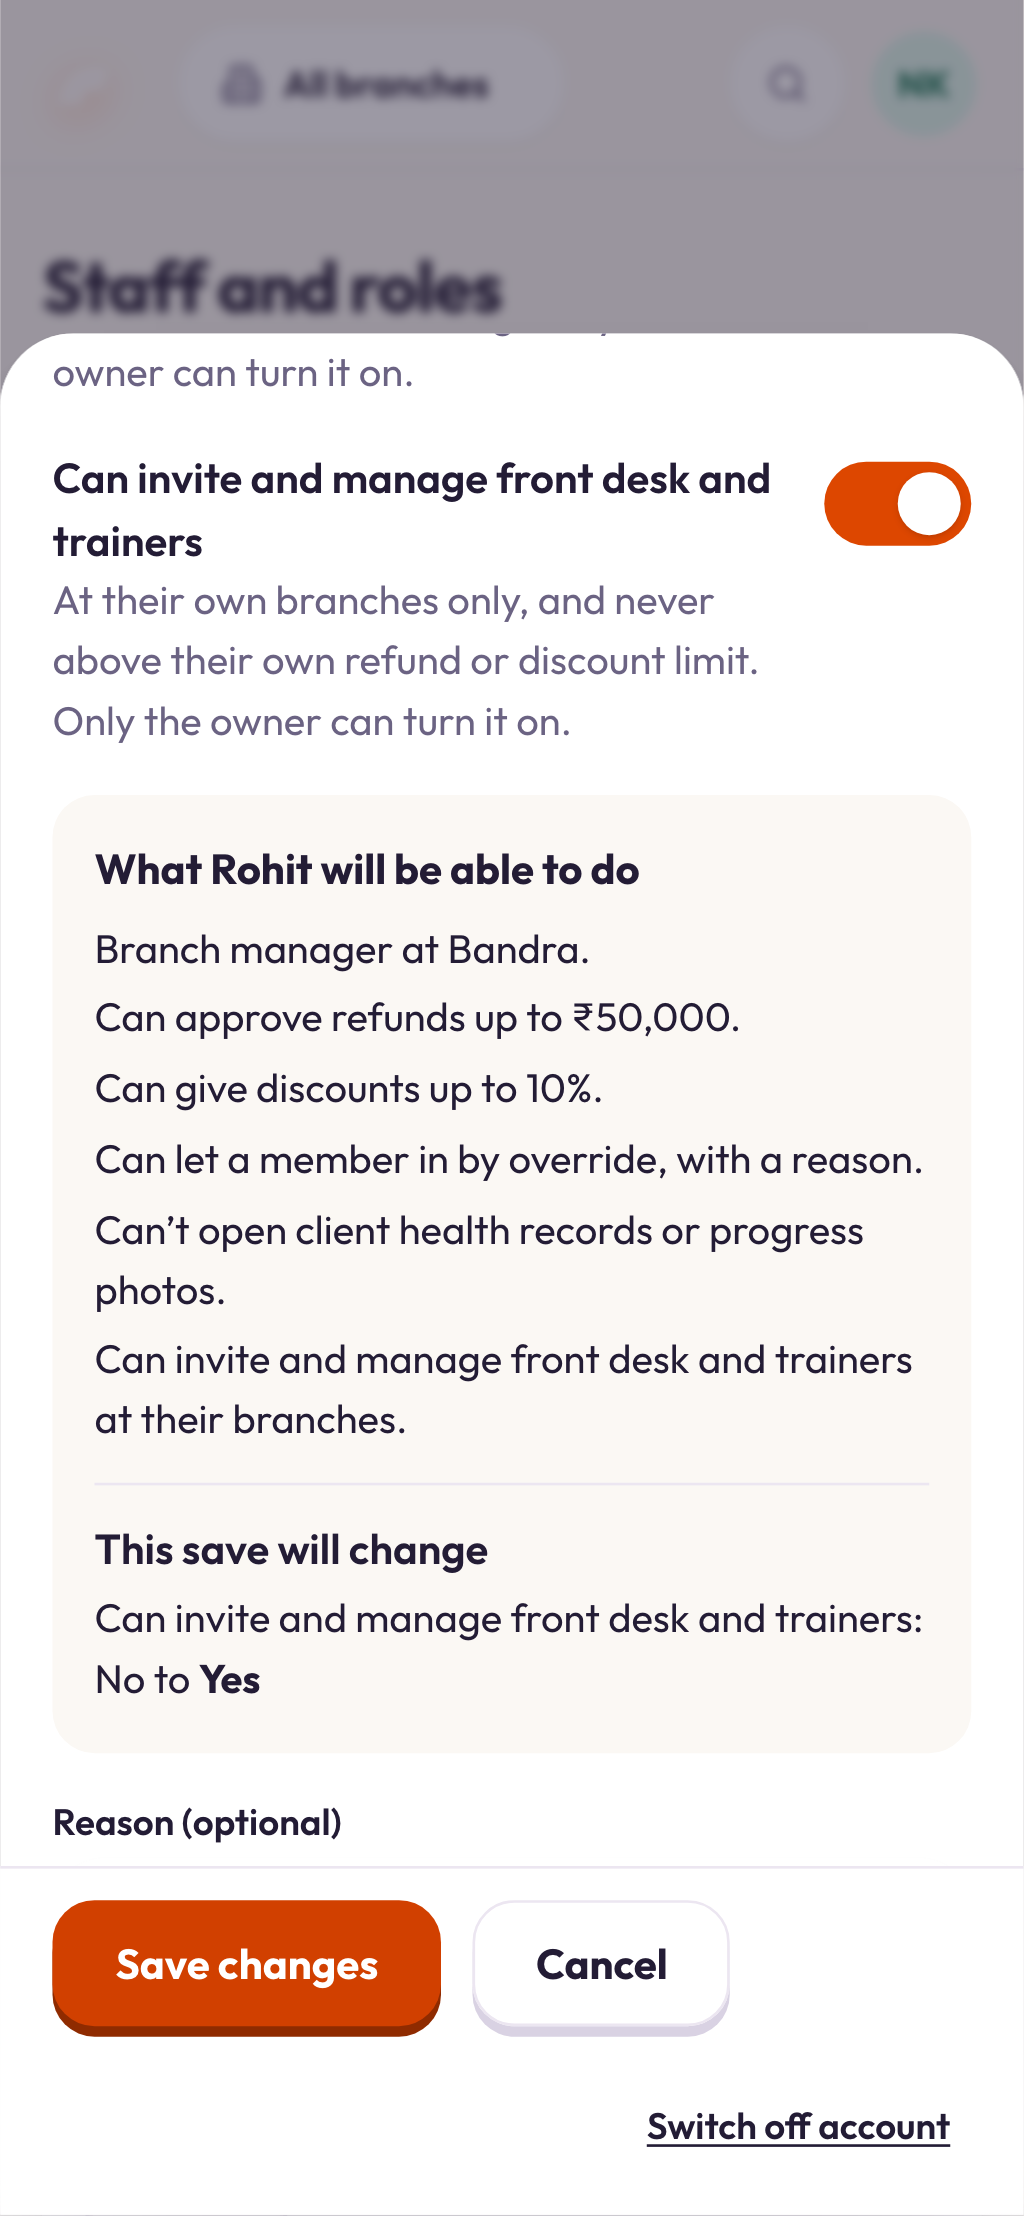 All branches
NK
Staff and roles
owner can turn it on.
Can invite and manage front desk and
trainers
At their own branches only, and never
above their own refund or discount limit.
Only the owner can turn it on.
What Rohit will be able to do
Branch manager at Bandra.
Can approve refunds up to ₹50,000.
Can give discounts up to 10%.
Can let a member in by override, with a reason.
Can’t open client health records or progress
photos.
Can invite and manage front desk and trainers
at their branches.
This save will change
Can invite and manage front desk and trainers:
No to Yes
Reason (optional)
Save changes
Cancel
Switch off account